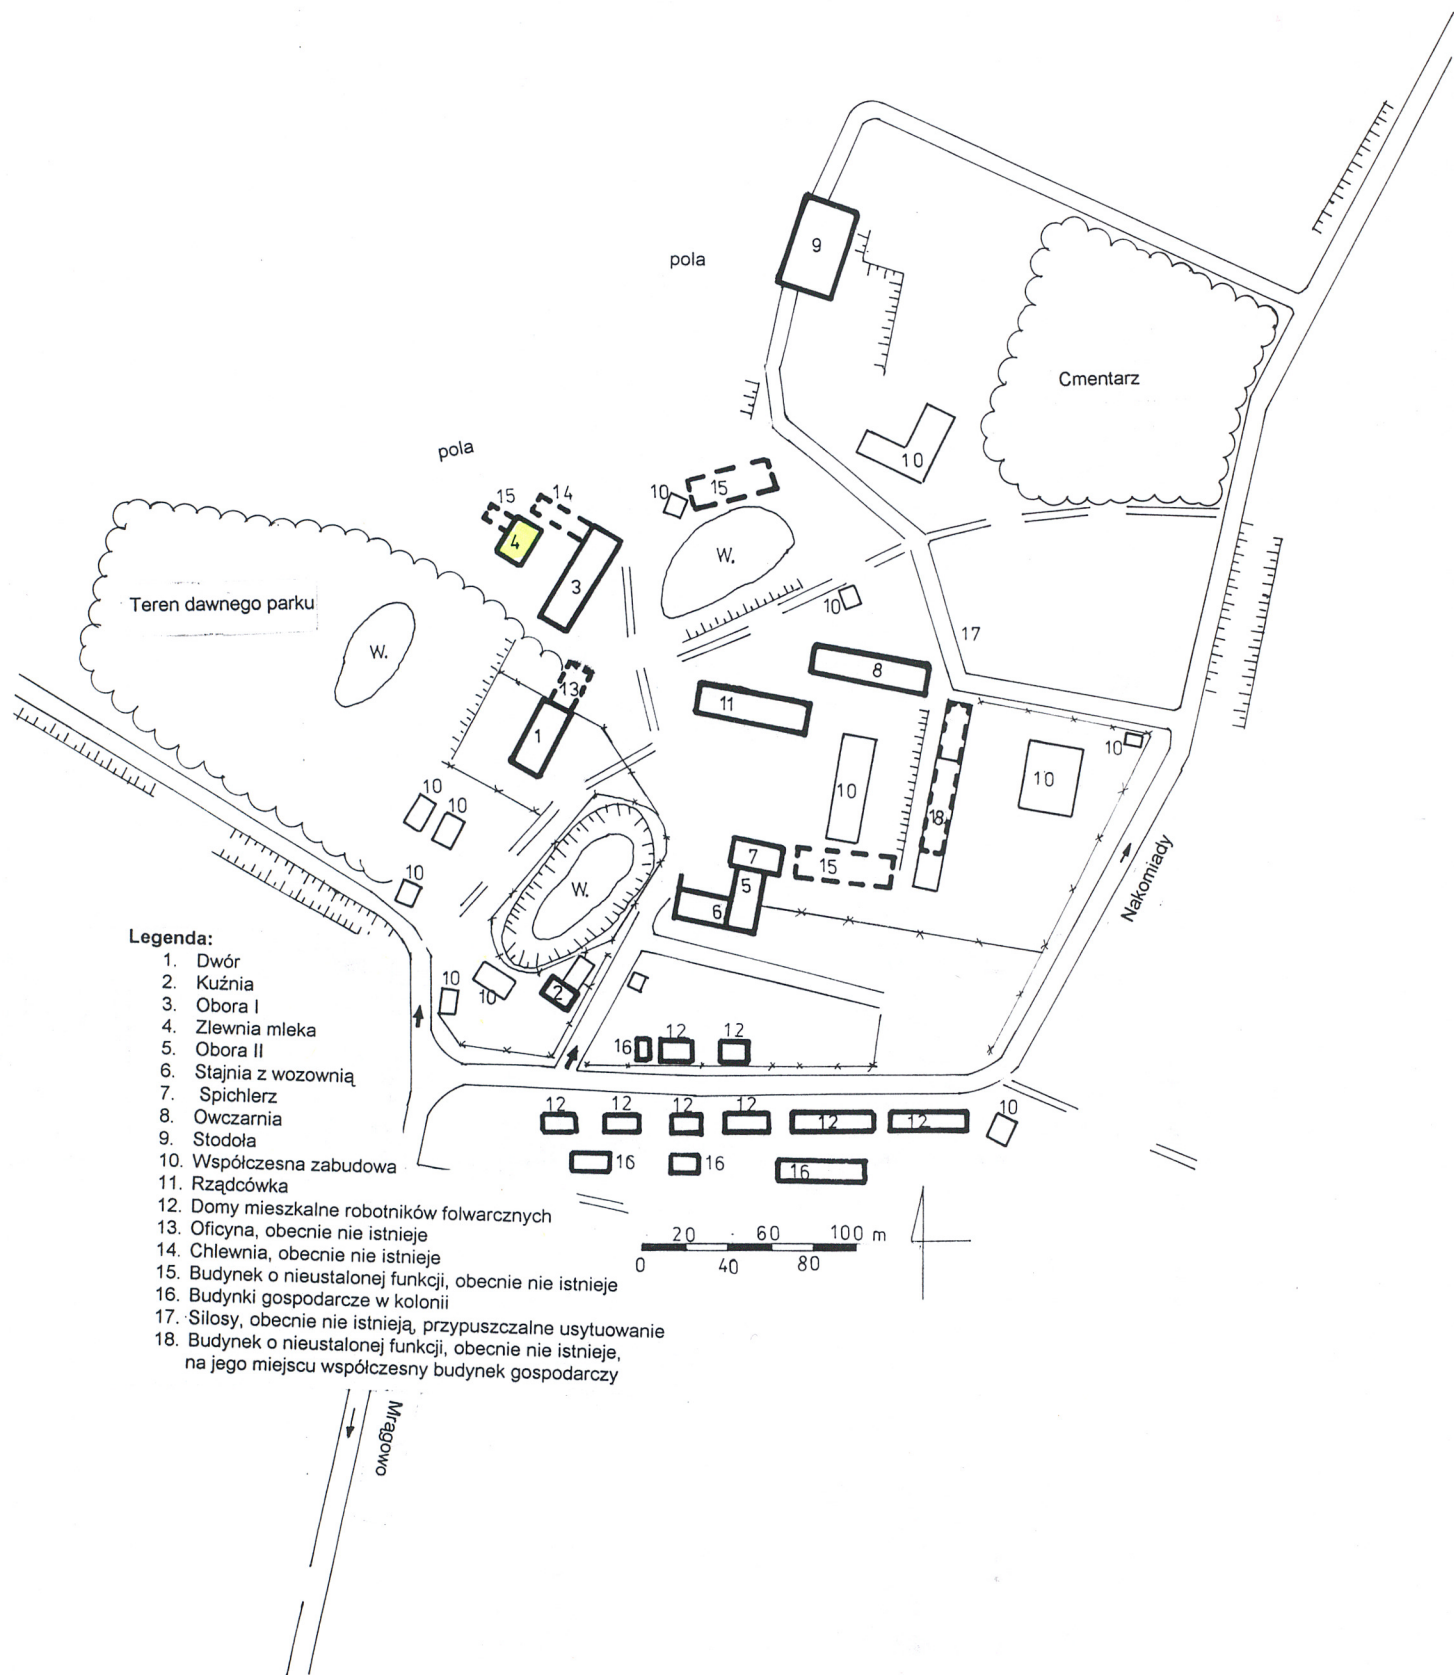 9
pola
Cmentarz
pola
10
10
15
15
14
4
3
W.
10
Teren dawnego parku
W.
17
8
13
11
1
10
10
10
18
10
10
7
15
10
5
W.
6
Nakomiady
Legenda:
1. Dwór
2. Kuźnia
3. Obora I
4. Zlewnia mleka
5. Obora II
6. Stajnia z wozownią
7. Spichlerz
8. Owczarnia
9. Stodoła
10. Współczesna zabudowa
11. Rządcówka
12. Domy mieszkalne robotników folwarcznych
13. Oficyna, obecnie nie istnieje
14. Chlewnia, obecnie nie istnieje
15. Budynek o nieustalonej funkcji, obecnie nie istnieje
16. Budynki gospodarcze w kolonii
17. Silosy, obecnie nie istnieją, przypuszczalne usytuowanie
18. Budynek o nieustalonej funkcji, obecnie nie istnieje,
na jego miejscu współczesny budynek gospodarczy
10
10
2
16
12
12
12
12
12
12
12
12
10
16
16
16
20 60 100 m
0 40 80
Mrągowo